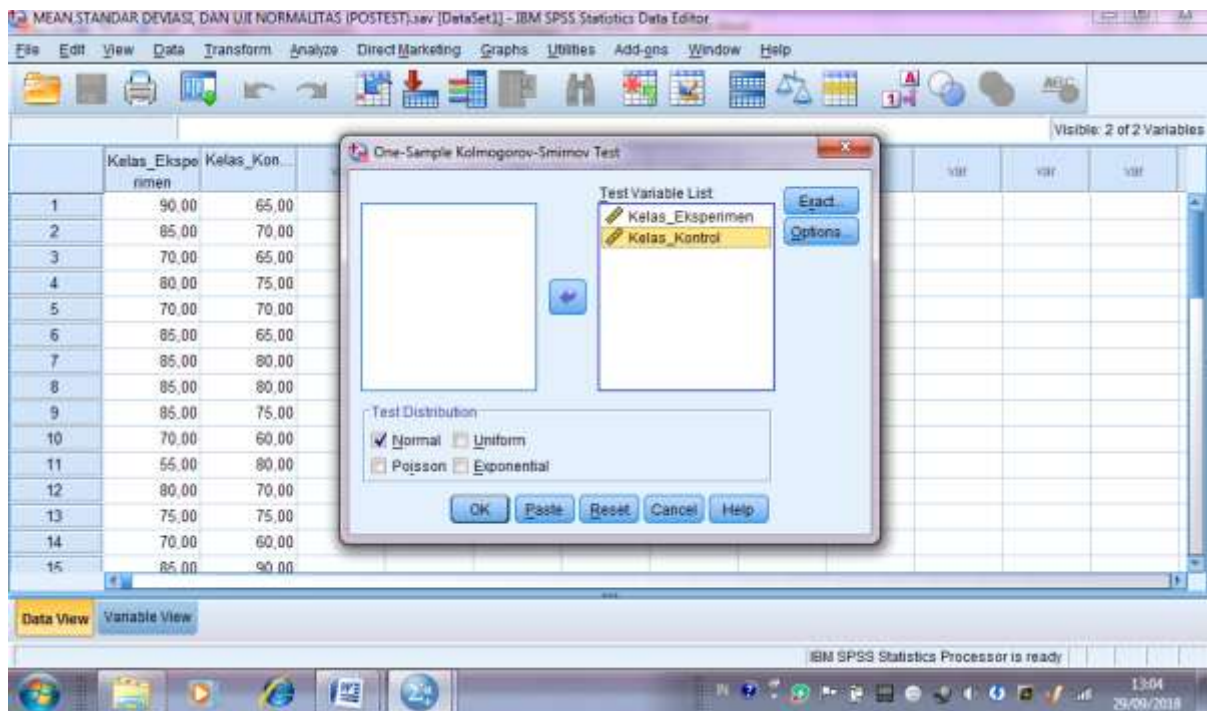 MEAN,STANDAR DEVIASI, DAN UJI NORMALITAS (POSTEST).sav [DataSet1] - IBM SPSS Statistics Data Editor
File Edit View Data Transform Analyze Direct Marketing Graphs Utilities Add-ons Window Help
Visible: 2 of 2 Variables
Kelas_Eksperimen Kelas_Kon... var var var
1 90,00 65,00
2 85,00 70,00
3 70,00 65,00
4 80,00 75,00
5 70,00 70,00
6 85,00 65,00
7 85,00 80,00
8 85,00 80,00
9 85,00 75,00
10 70,00 60,00
11 55,00 80,00
12 80,00 70,00
13 75,00 75,00
14 70,00 60,00
15 85,00 90,00
One-Sample Kolmogorov-Smirnov Test
Test Variable List:
Kelas_Eksperimen
Kelas_Kontrol
Exact...
Options...
Test Distribution
Normal Uniform
Poisson Exponential
OK Paste Reset Cancel Help
Data View Variable View
IBM SPSS Statistics Processor is ready
IN
13:04
29/09/2018